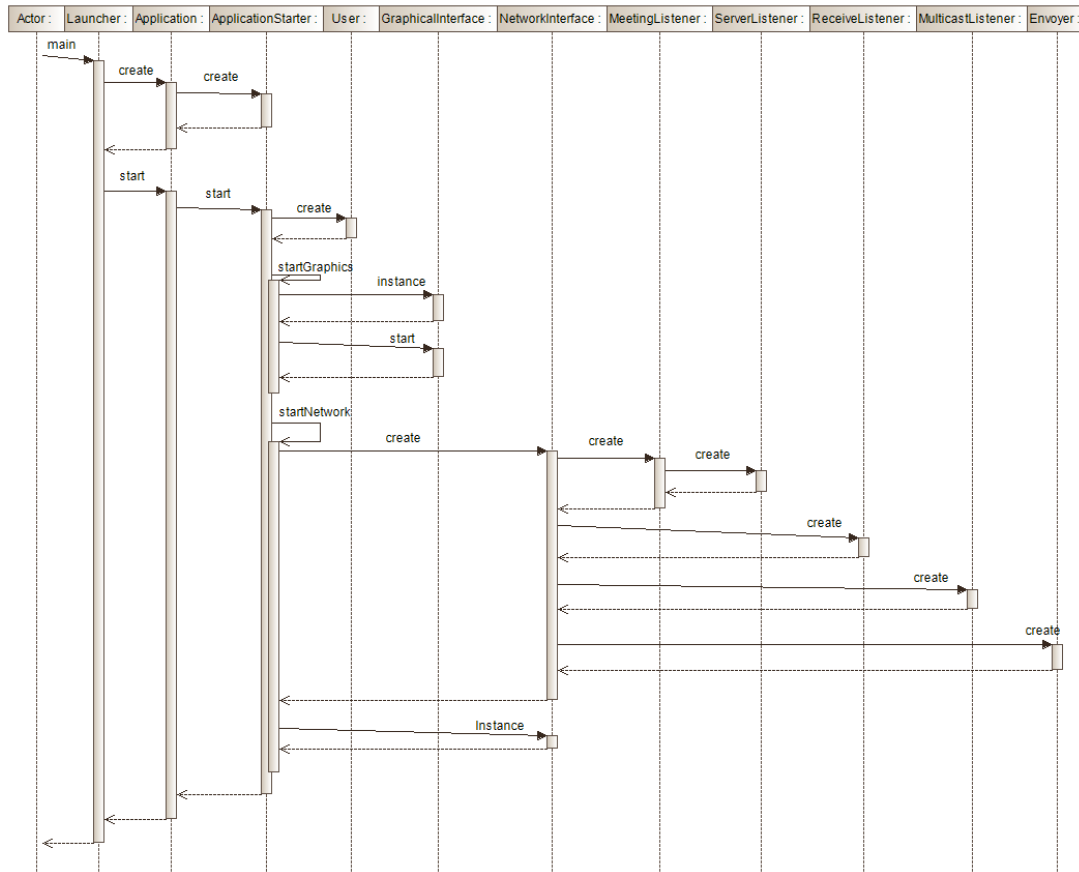 Actor : Launcher : Application : ApplicationStarter : User : GraphicalInterface : NetworkInterface : MeetingListener : ServerListener : ReceiveListener : MulticastListener : Envoyer :
main
create
create
start
start
create
startGraphics
instance
start
startNetwork
create
create
create
create
create
create
Instance